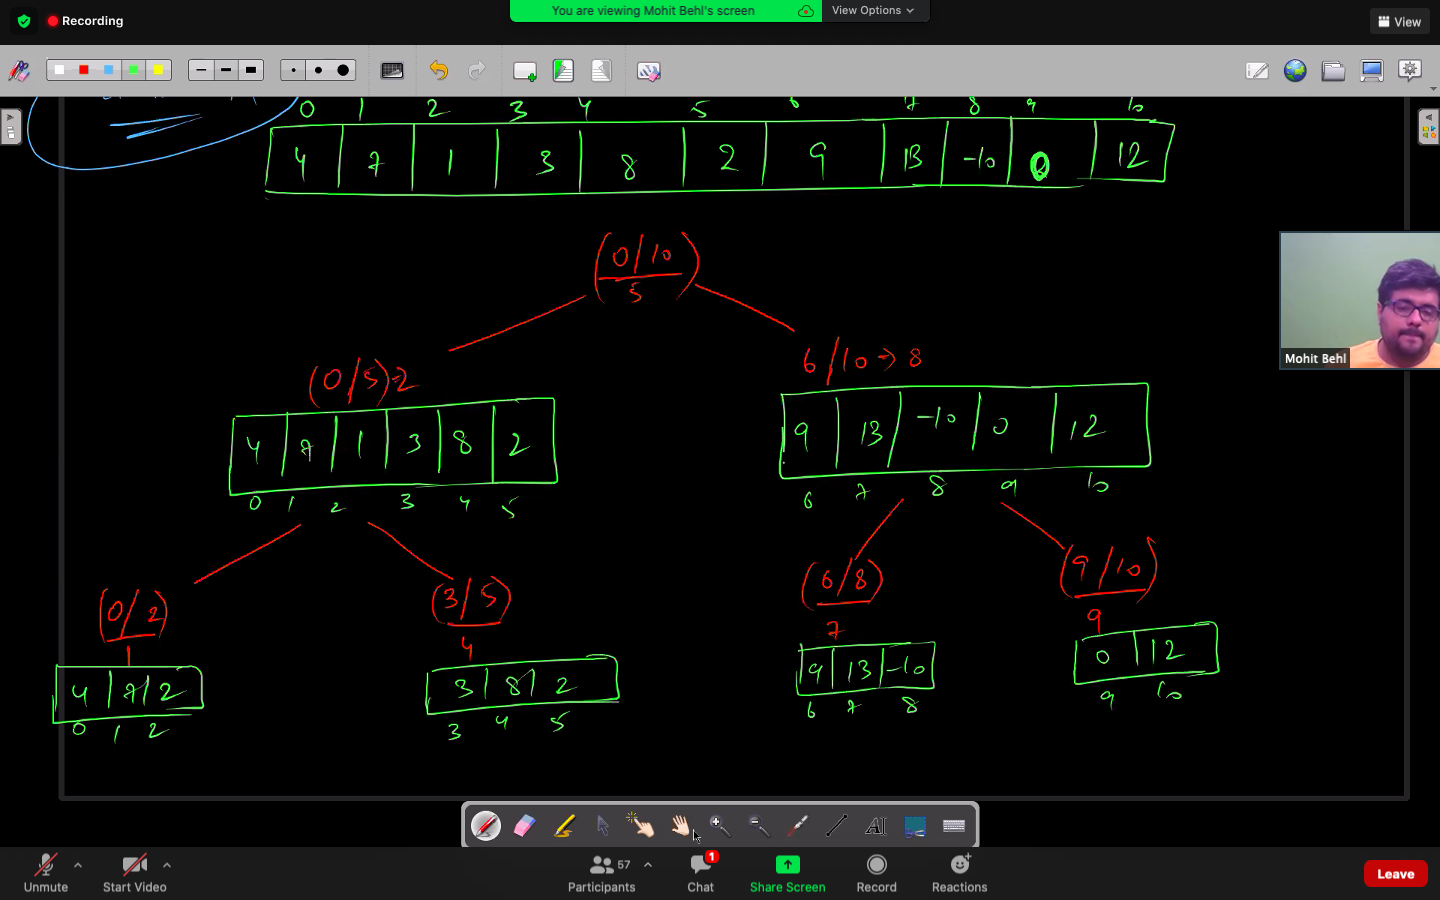 Recording
You are viewing Mohit Behl's screen
View Options
View
0 1 2 3 4 5 6 7 8 9 10
4 7 1 3 8 2 9 13 -10 0 12
(0/10)
5
(0/5)-2
6/10→8
4 7 1 3 8 2
0 1 2 3 4 5
9 13 -10 0 12
6 7 8 9 10
(0/2)
1
(3/5)
4
(6/8)
7
(9/10)
9
4 7 2
0 1 2
3 8 2
3 4 5
9 13 -10
6 7 8
0 12
9 10
Mohit Behl
AI
Unmute
Start Video
57
Participants
1
Chat
Share Screen
Record
Reactions
Leave